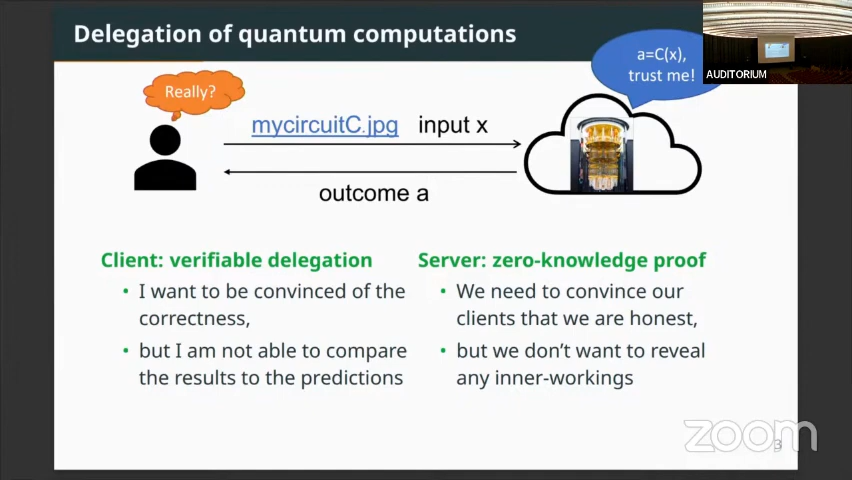 Delegation of quantum computations
a=C(x),
trust me!
AUDITORIUM
Really?
mycircuitC.jpg input x
outcome a
Client: verifiable delegation
• I want to be convinced of the
correctness,
• but I am not able to compare
the results to the predictions
Server: zero-knowledge proof
• We need to convince our
clients that we are honest,
• but we don't want to reveal
any inner-workings
zoom
3